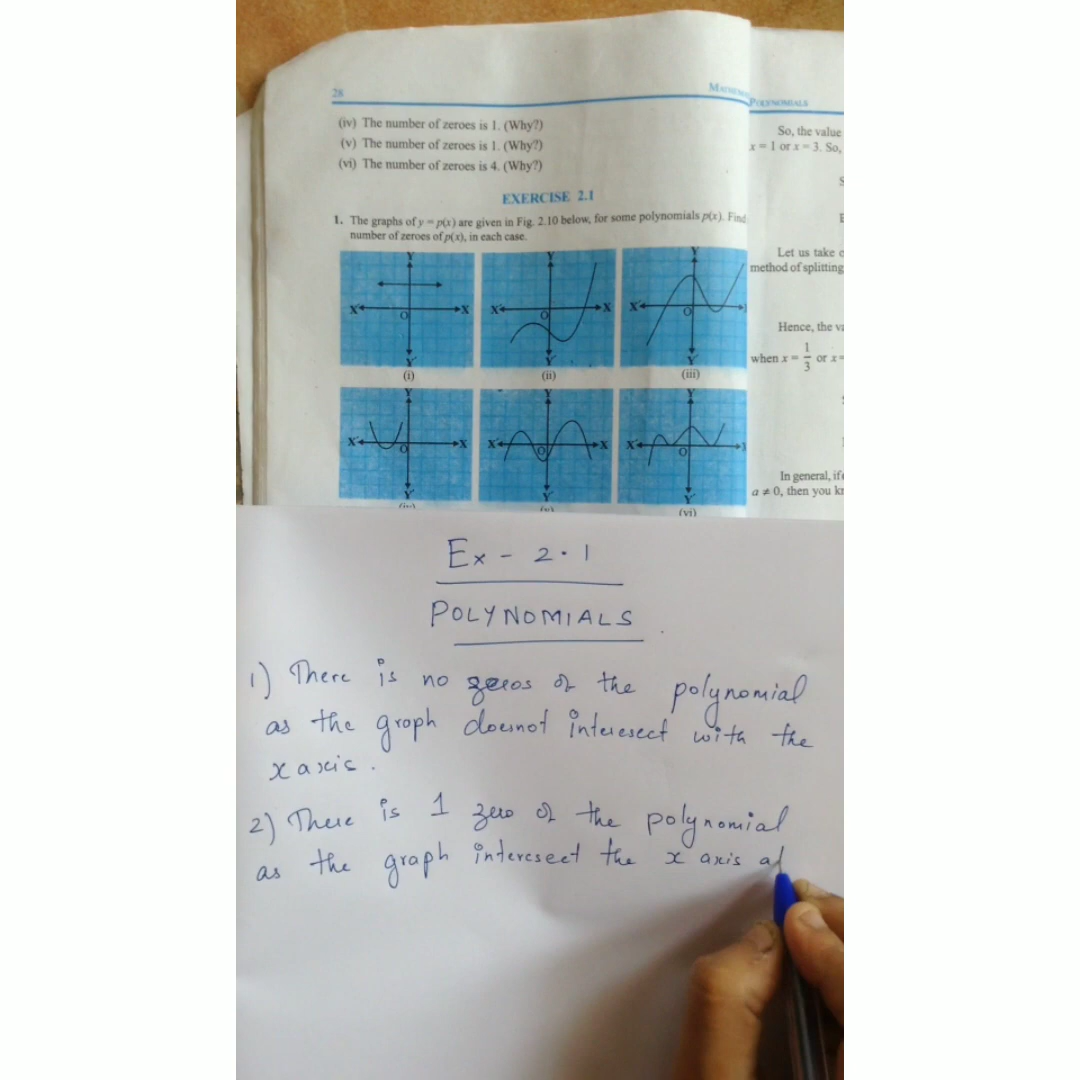 28
POLYNOMIALS
(iv) The number of zeroes is 1. (Why?)
(v) The number of zeroes is 1. (Why?)
(vi) The number of zeroes is 4. (Why?)
EXERCISE 2.1
1. The graphs of y = p(x) are given in Fig. 2.10 below, for some polynomials p(x). Find
number of zeroes of p(x), in each case.
Y Y Y
X' O X X' O X X' O
Y' Y' Y'
(i) (ii) (iii)
Y Y Y
X' O X X' O X X' O
Y' Y' Y'
(iv) (v) (vi)
So, the value
x = 1 or x = 3. So,
Let us take
method of splitting
Hence, the
when x = 1/3 or x =
In general, if
a ≠ 0, then you
Ex - 2.1
POLYNOMIALS
1) There is no zeros of the polynomial
as the graph doesnot interesect with the
x axis.
2) There is 1 zero of the polynomial
as the graph interesect the x axis at